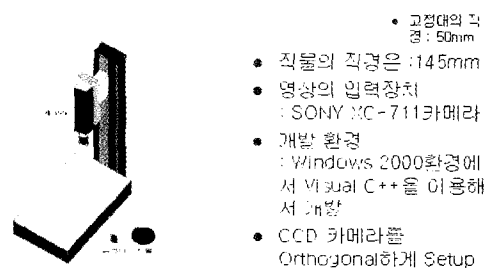 고정대의 직
경 : 50mm
직물의 직경은 :145mm
영상의 입력장치
: SONY XC-711카메라
개발 환경
: Windows 2000환경에
서 Visual C++을 이용해
서 개발
CCD 카메라를
Orthogonal하게 Setup